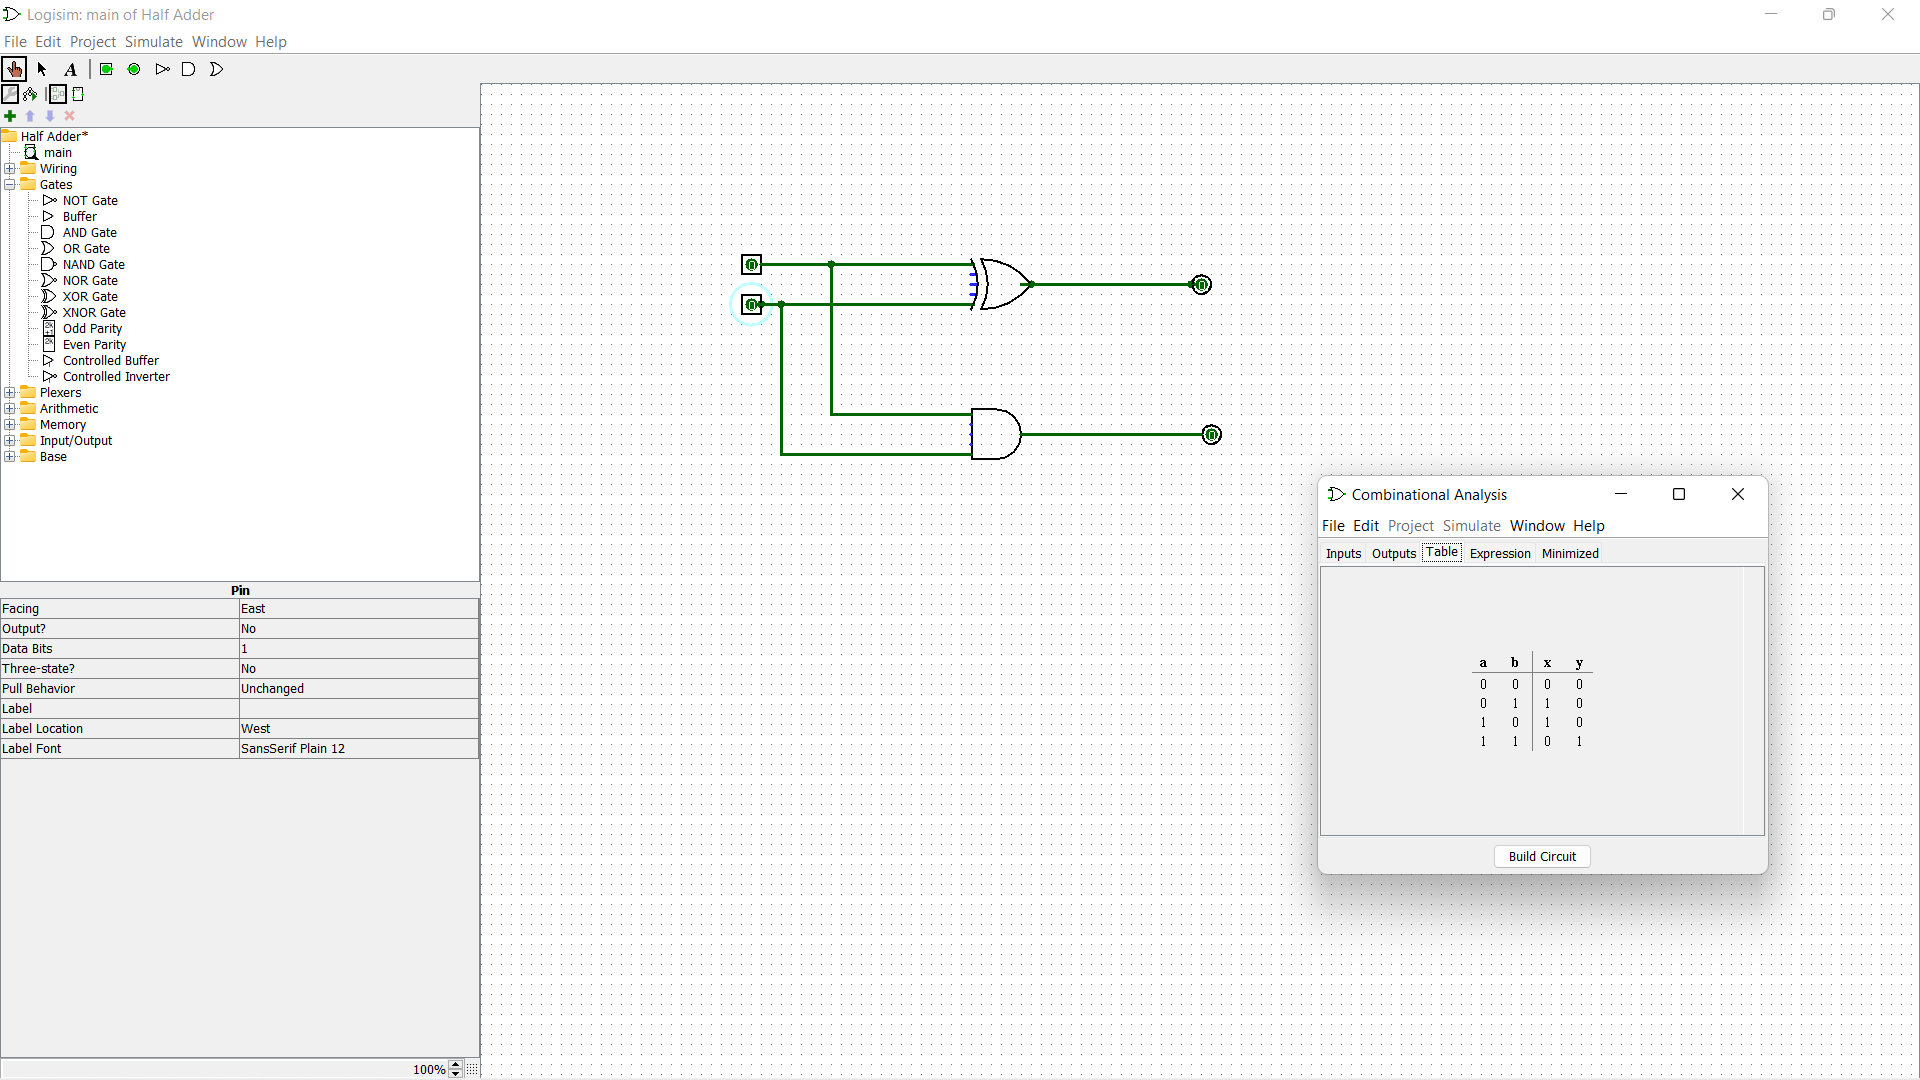 Logisim: main of Half Adder
File Edit Project Simulate Window Help
A
Half Adder*
main
Wiring
Gates
NOT Gate
Buffer
AND Gate
OR Gate
NAND Gate
NOR Gate
XOR Gate
XNOR Gate
Odd Parity
Even Parity
Controlled Buffer
Controlled Inverter
Plexers
Arithmetic
Memory
Input/Output
Base
Pin
Facing East
Output? No
Data Bits 1
Three-state? No
Pull Behavior Unchanged
Label
Label Location West
Label Font SansSerif Plain 12
100%
0
0
0
0
Combinational Analysis
File Edit Project Simulate Window Help
Inputs Outputs Table Expression Minimized
a b x y
0 0 0 0
0 1 1 0
1 0 1 0
1 1 0 1
Build Circuit